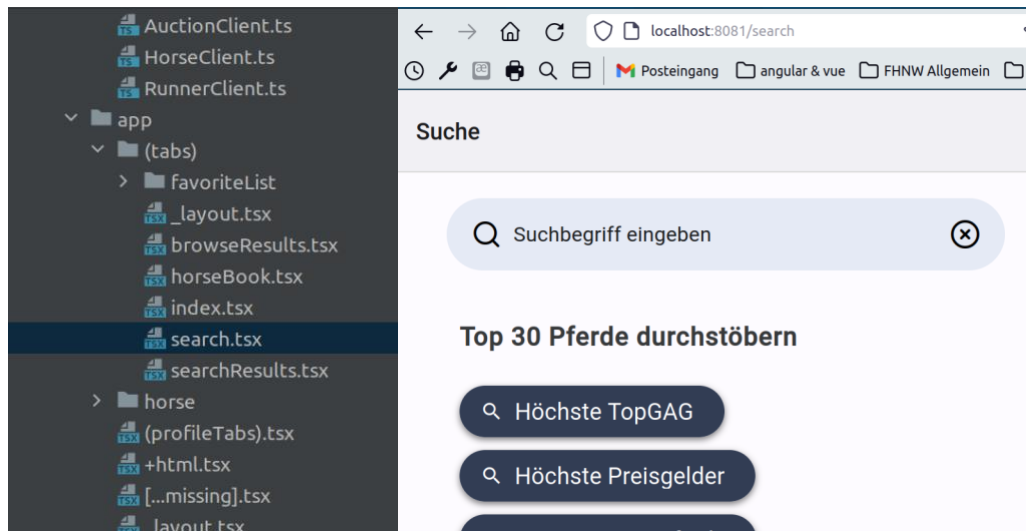 AuctionClient.ts
HorseClient.ts
RunnerClient.ts
app
(tabs)
favoriteList
_layout.tsx
browseResults.tsx
horseBook.tsx
index.tsx
search.tsx
searchResults.tsx
horse
(profileTabs).tsx
+html.tsx
[...missing].tsx
_layout.tsx
localhost:8081/search
Posteingang angular & vue FHNW Allgemein
Suche
Suchbegriff eingeben
Top 30 Pferde durchstöbern
Höchste TopGAG
Höchste Preisgelder